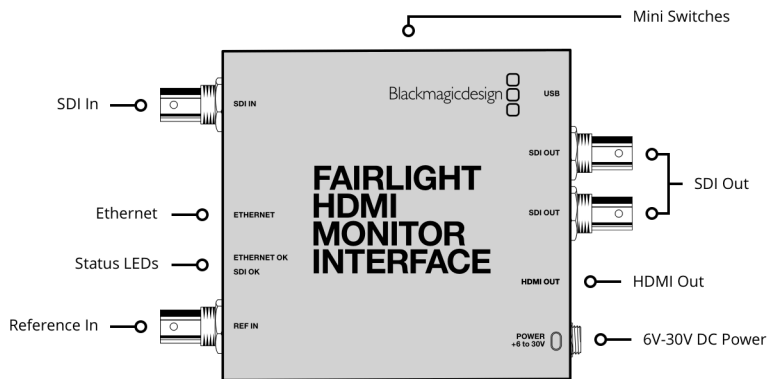 Mini Switches
SDI In
SDI IN
Blackmagicdesign
USB
SDI OUT
SDI Out
FAIRLIGHT
HDMI
MONITOR
INTERFACE
Ethernet
ETHERNET
SDI OUT
Status LEDs
ETHERNET OK
SDI OK
HDMI OUT
HDMI Out
Reference In
REF IN
POWER
+6 to 30V
6V-30V DC Power